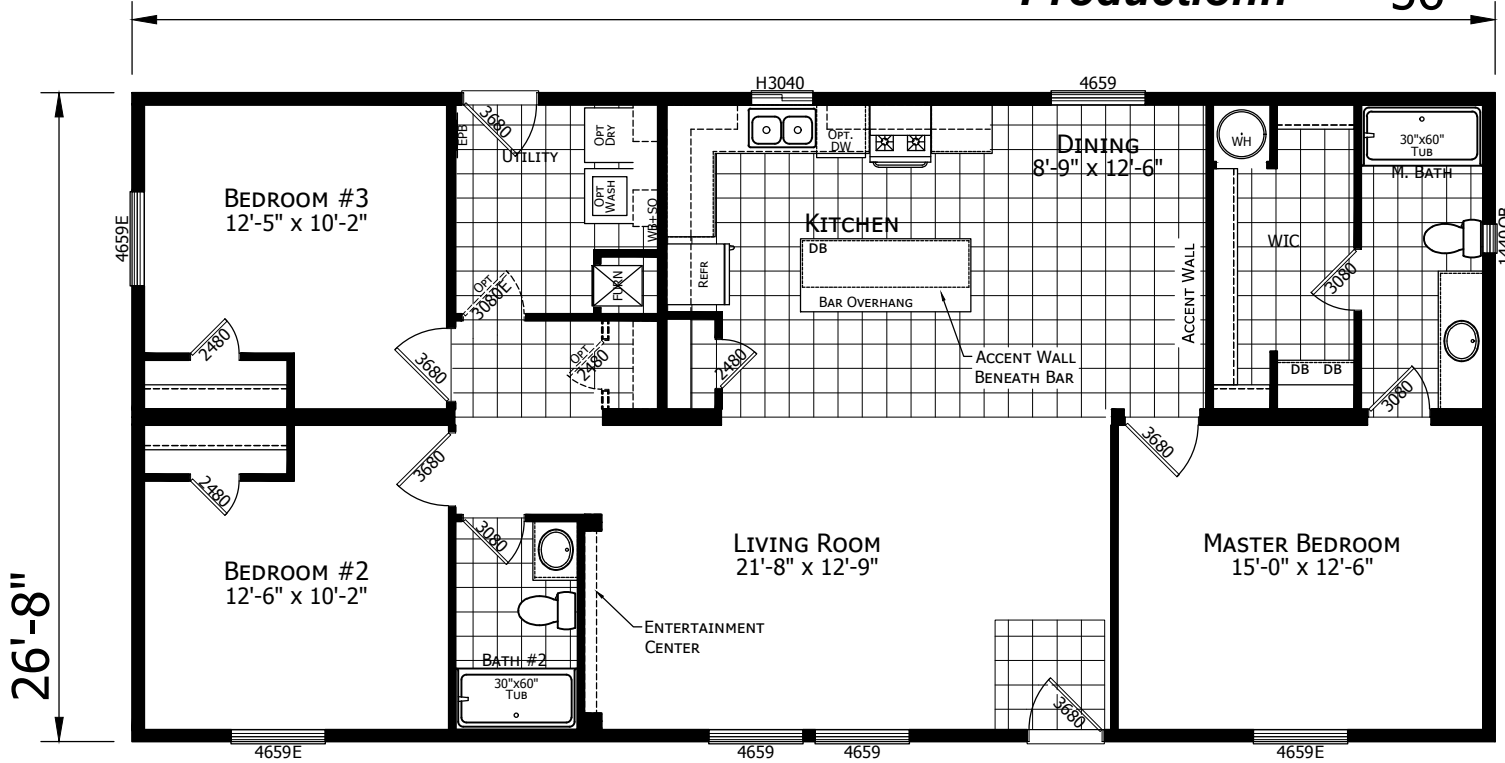 56'
H3040
4659
3680
EPB
UTILITY
OPT
DRY
OPT
WASH
WB+SO
OPT.
DW
DINING
8'-9" x 12'-6"
WH
30"x60"
TUB
M. BATH
BEDROOM #3
12'-5" x 10'-2"
4659E
KITCHEN
DB
BAR OVERHANG
REFR
FURN
OPT
3080E
ACCENT WALL
WIC
3080
2480
3680
OPT
2480
2480
ACCENT WALL
BENEATH BAR
DB DB
3080
3680
3680
2480
3080
BEDROOM #2
12'-6" x 10'-2"
LIVING ROOM
21'-8" x 12'-9"
MASTER BEDROOM
15'-0" x 12'-6"
26'-8"
ENTERTAINMENT
CENTER
BATH #2
30"x60"
TUB
3680
4659E
4659
4659
4659E